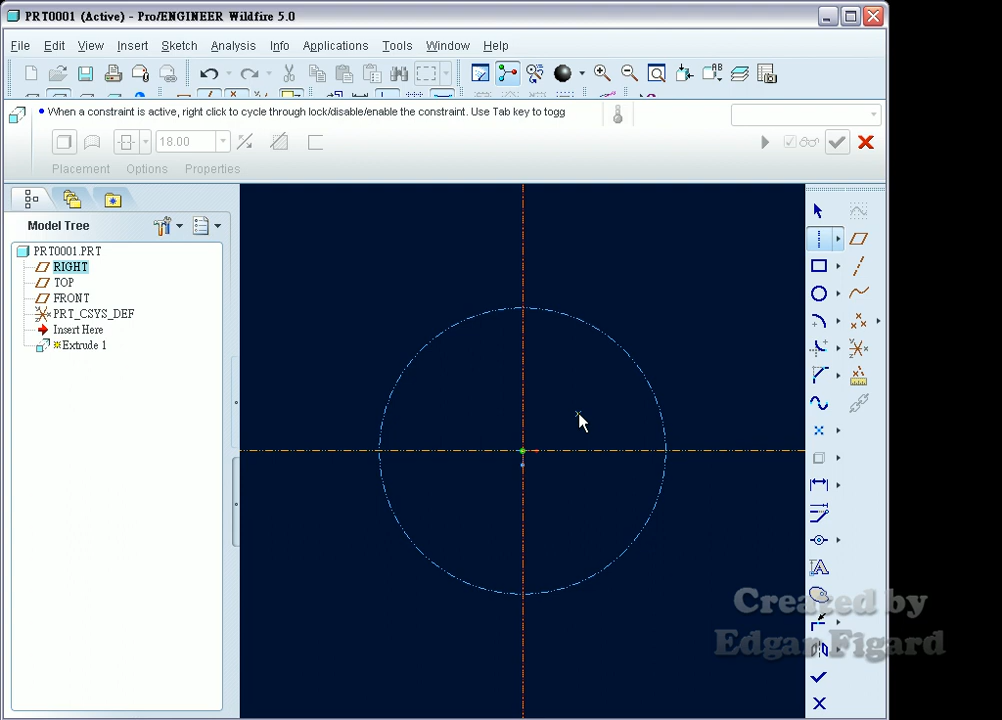 PRT0001 (Active) - Pro/ENGINEER Wildfire 5.0
File Edit View Insert Sketch Analysis Info Applications Tools Window Help
When a constraint is active, right click to cycle through lock/disable/enable the constraint. Use Tab key to togg
18.00
Placement Options Properties
Model Tree
PRT0001.PRT
RIGHT
TOP
FRONT
PRT_CSYS_DEF
Insert Here
Extrude 1
Created by
Edgar Figard